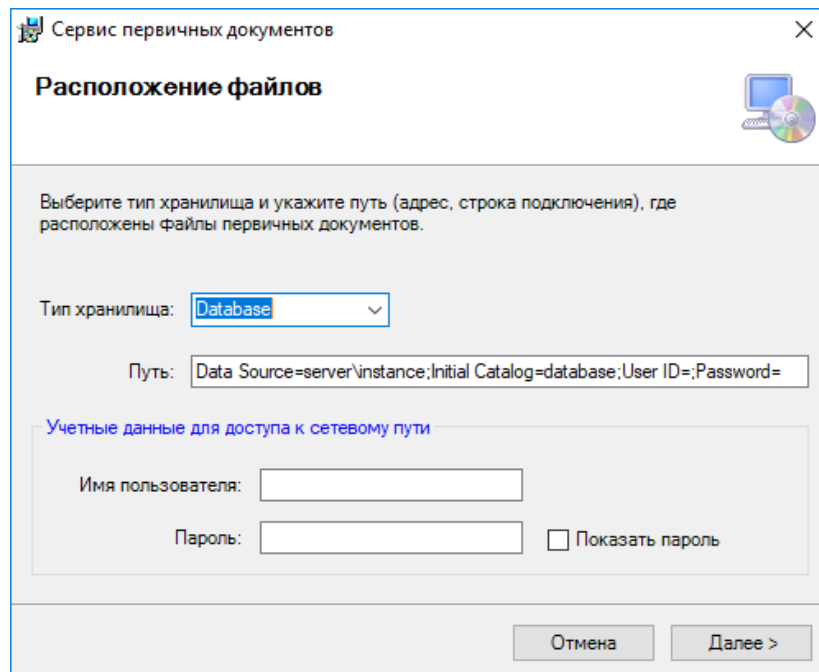 Сервис первичных документов
Расположение файлов
Выберите тип хранилища и укажите путь (адрес, строка подключения), где
расположены файлы первичных документов.
Тип хранилища: Database
Путь: Data Source=server\instance;Initial Catalog=database;User ID=;Password=
Учетные данные для доступа к сетевому пути
Имя пользователя:
Пароль: Показать пароль
Отмена Далее >